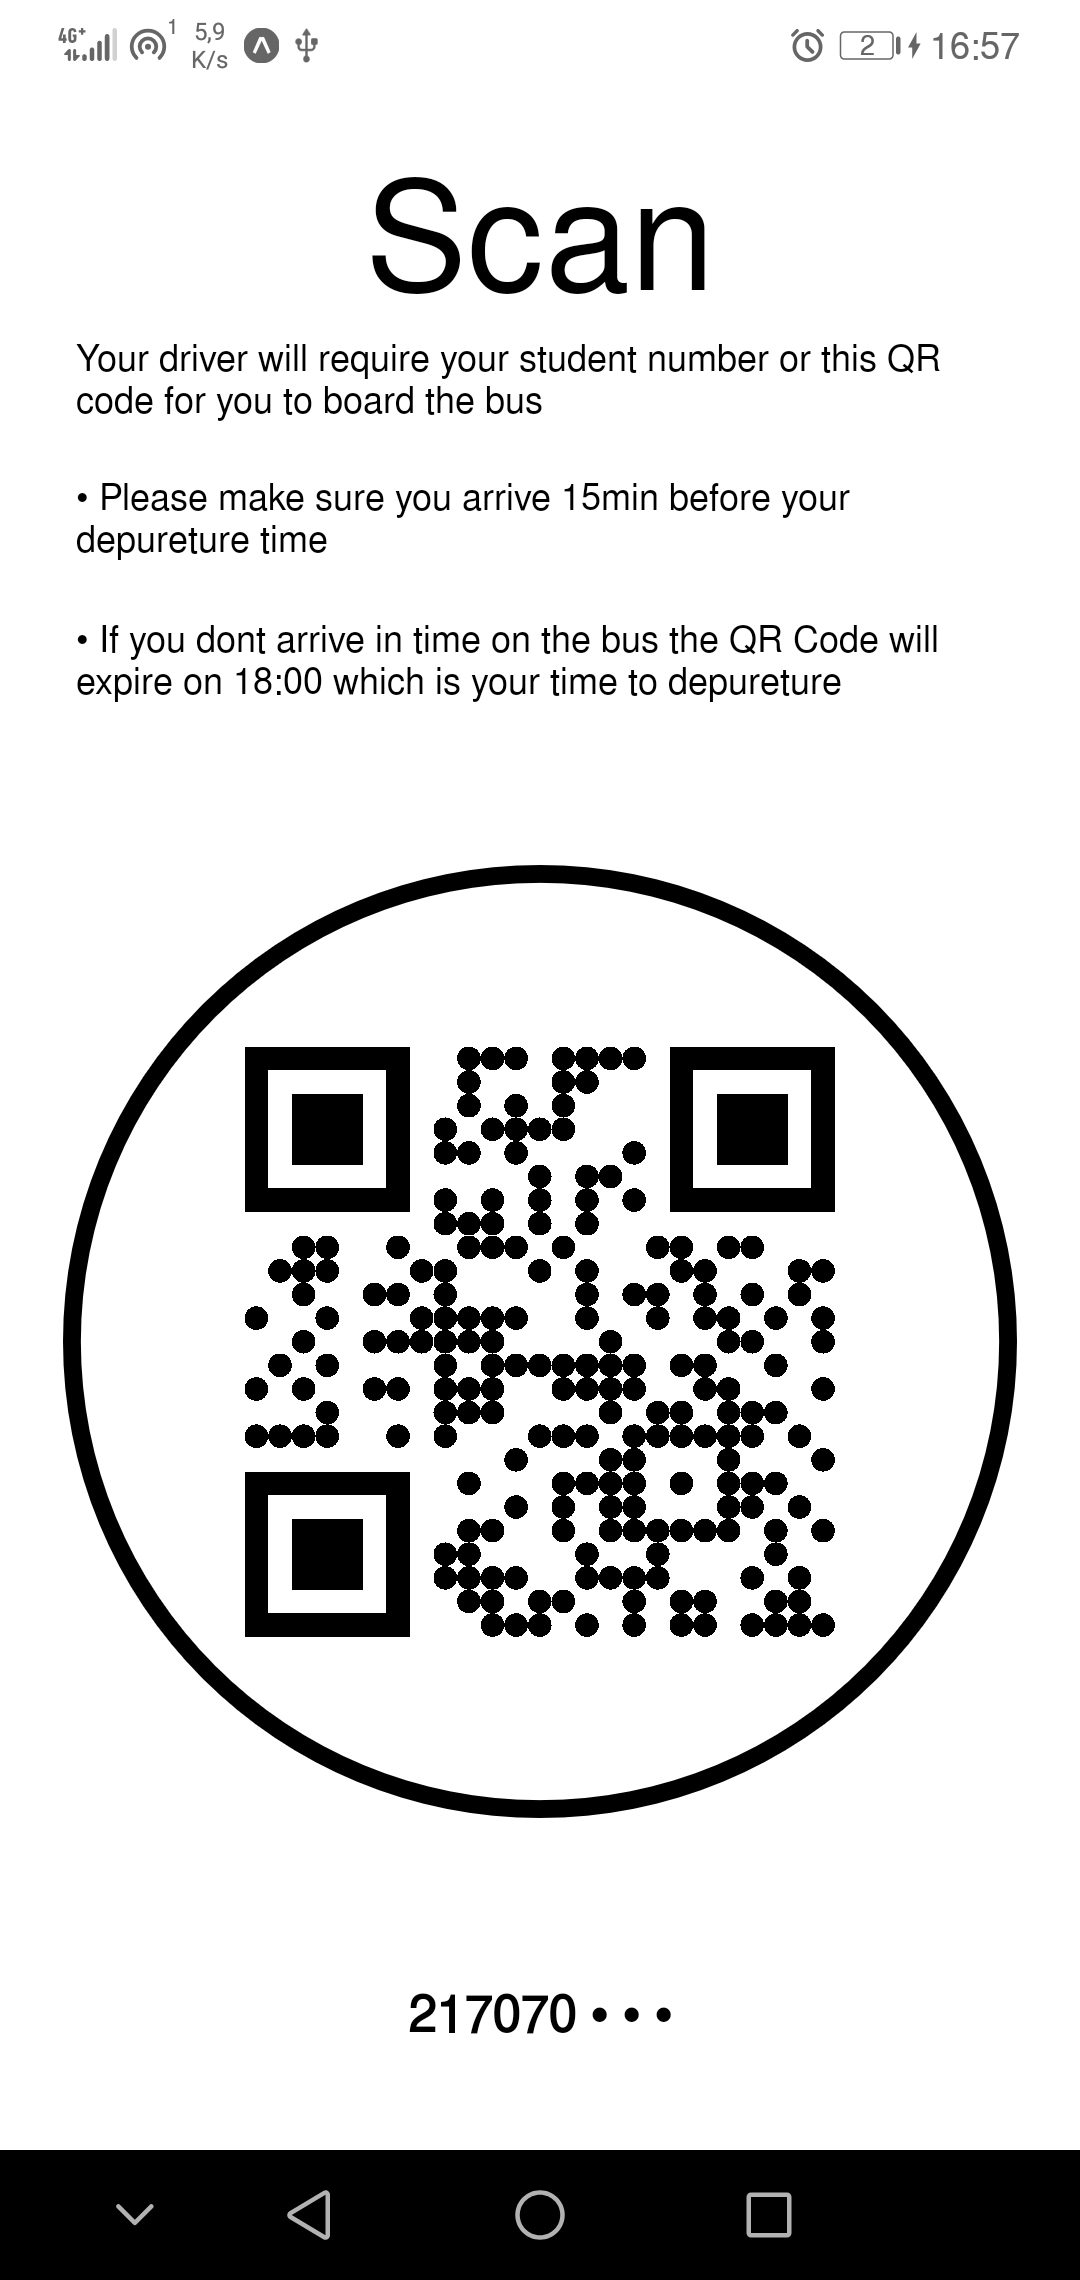 4G+ 1 5,9 K/s 2 16:57
Scan
Your driver will require your student number or this QR
code for you to board the bus
• Please make sure you arrive 15min before your
depureture time
• If you dont arrive in time on the bus the QR Code will
expire on 18:00 which is your time to depureture
217070 • • •